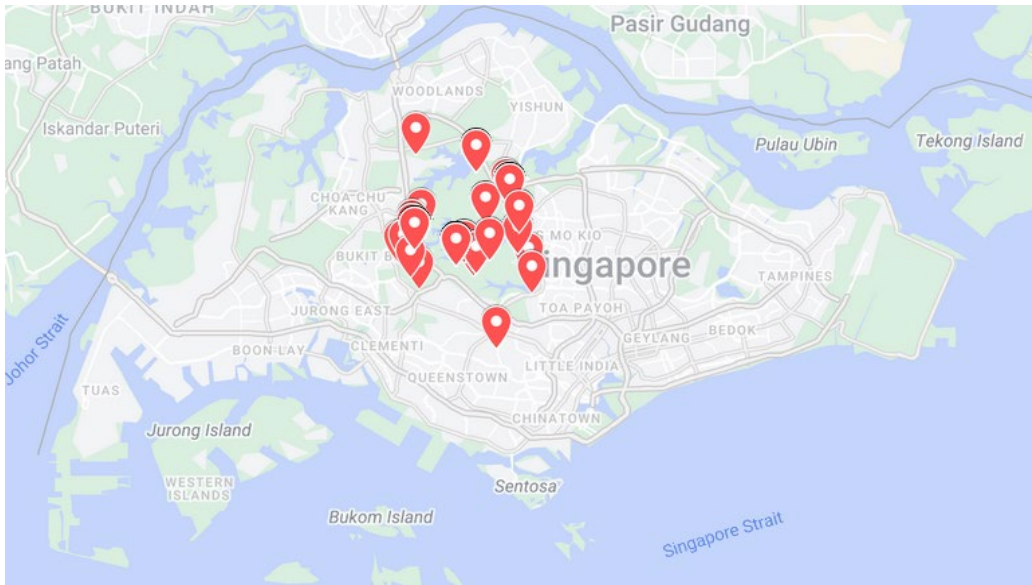 BUKIT INDAH
Pasir Gudang
ang Patah
WOODLANDS
YISHUN
Iskandar Puteri
Pulau Ubin
Tekong Island
CHOA CHU
KANG
S MO KIO
BUKIT B
ingapore
TAMPINES
JURONG EAST
TOA PAYOH
BEDOK
GEYLANG
CLEMENTI
BOON LAY
LITTLE INDIA
QUEENSTOWN
Johor Strait
TUAS
CHINATOWN
Jurong Island
WESTERN
ISLANDS
Sentosa
Bukom Island
Singapore Strait